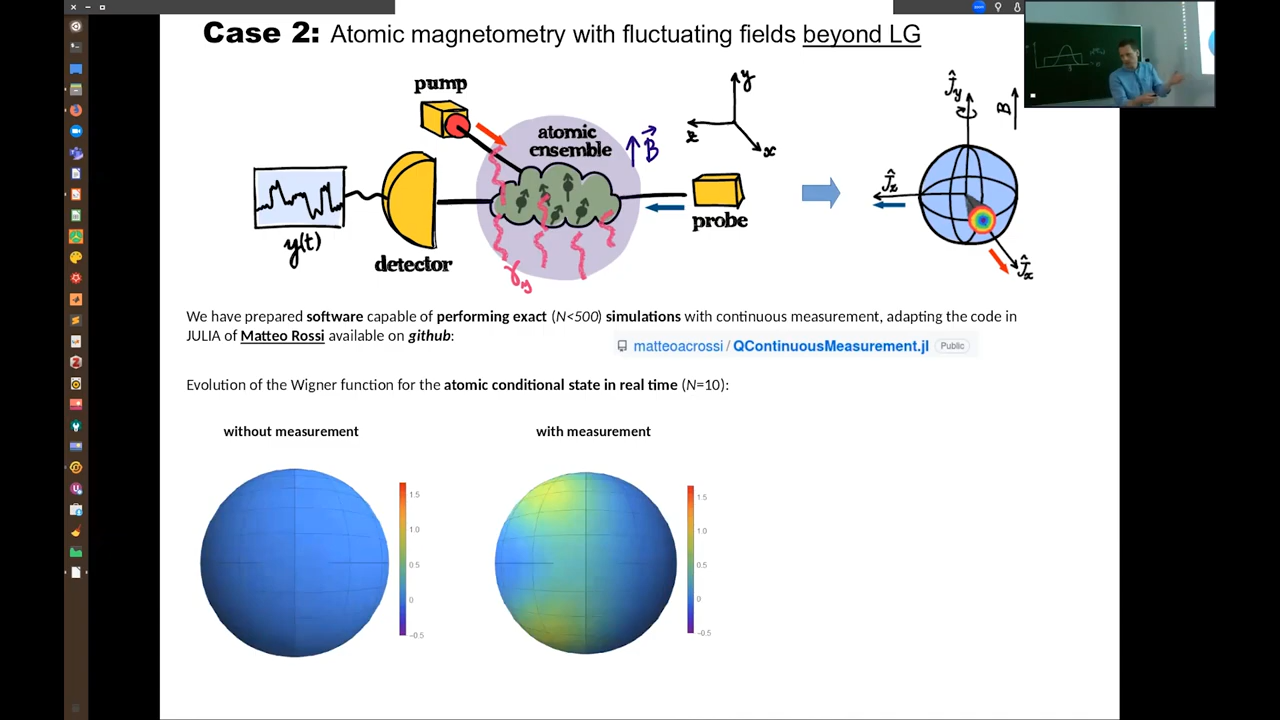 Case 2: Atomic magnetometry with fluctuating fields beyond LG
pump
atomic
ensemble
B
y
z
x
probe
detector
y(t)
γy
Ĵy
B
Ĵz
Ĵx
We have prepared software capable of performing exact (N<500) simulations with continuous measurement, adapting the code in
JULIA of Matteo Rossi available on github:
matteoacrossi / QContinuousMeasurement.jl Public
Evolution of the Wigner function for the atomic conditional state in real time (N=10):
without measurement
with measurement
1.5
1.0
0.5
0
-0.5
1.5
1.0
0.5
0
-0.5